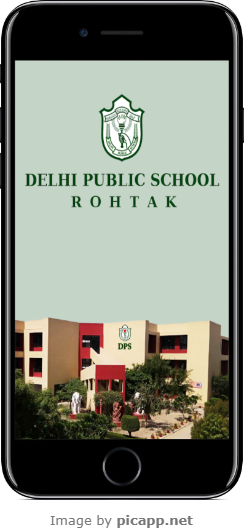 DELHI PUBLIC SCHOOL
ROHTAK
DPS
Image by picapp.net